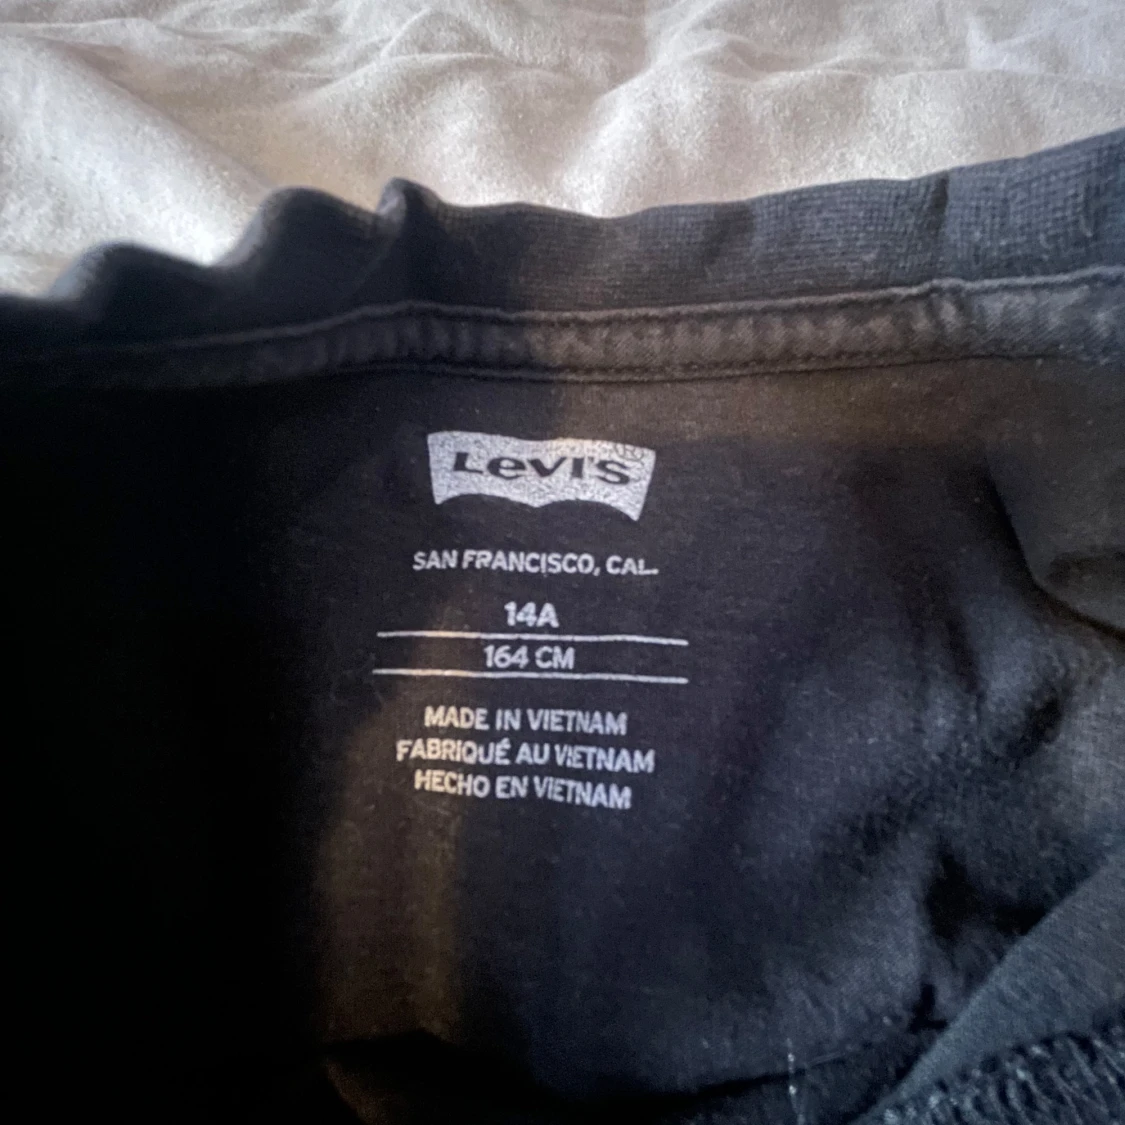 Levi's®
SAN FRANCISCO, CAL.
14A
164 CM
MADE IN VIETNAM
FABRIQUÉ AU VIETNAM
HECHO EN VIETNAM